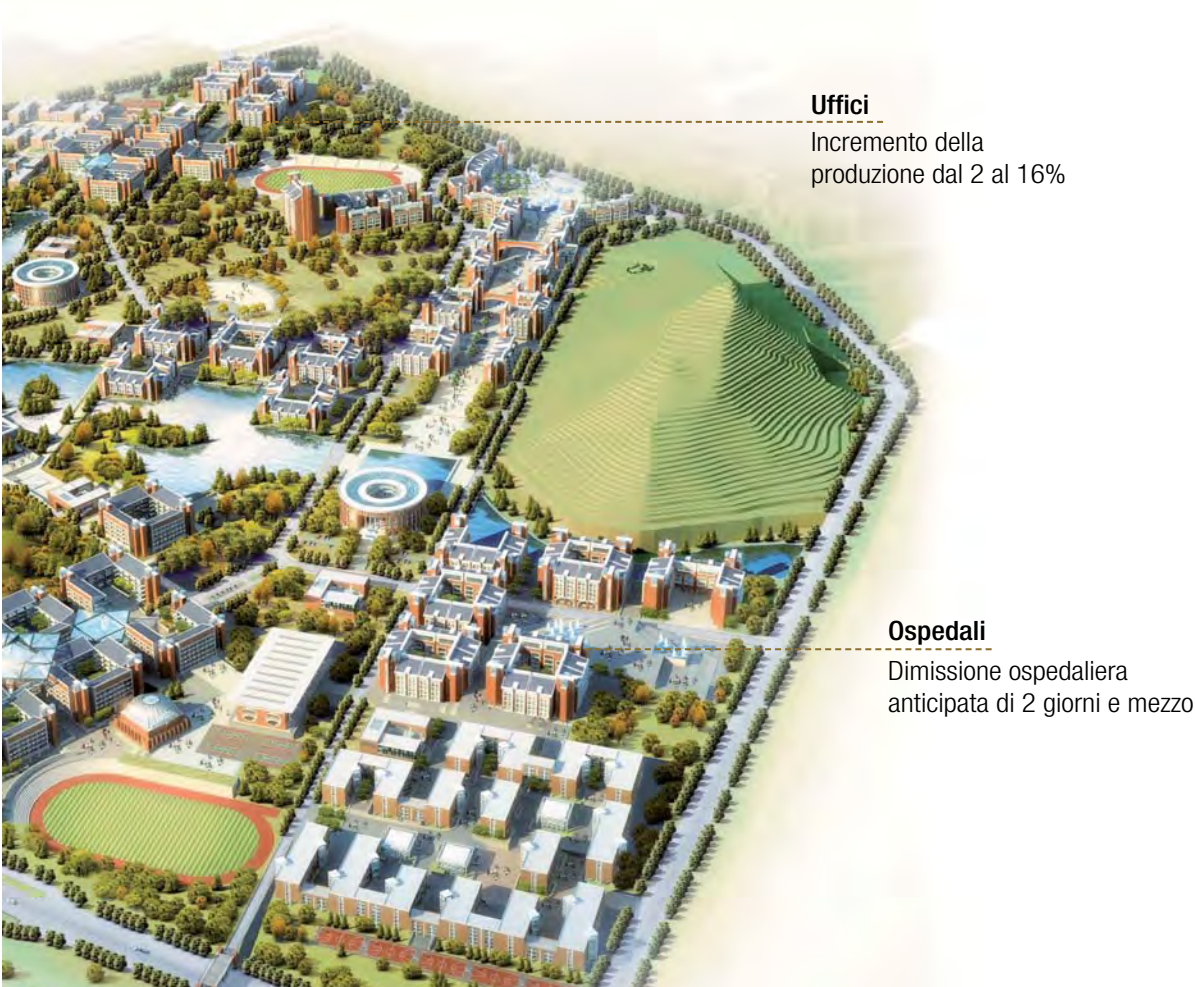 Uffici
Incremento della
produzione dal 2 al 16%
Ospedali
Dimissione ospedaliera
anticipata di 2 giorni e mezzo